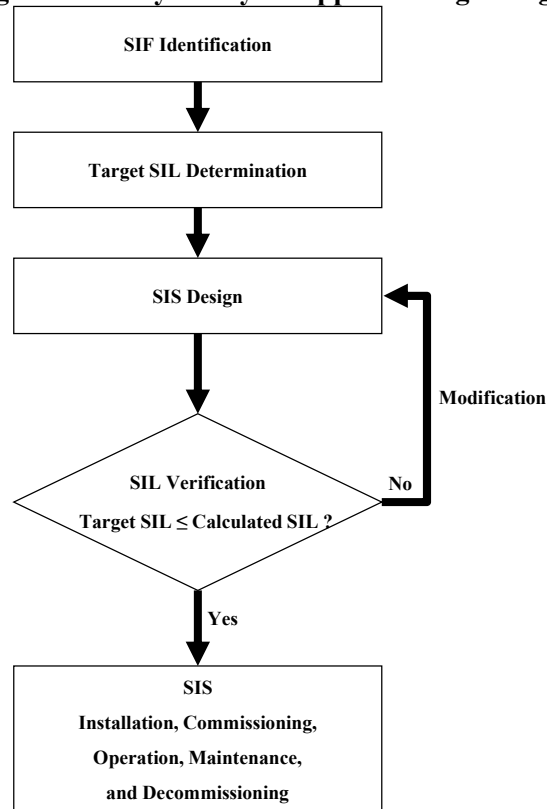 SIF Identification
Target SIL Determination
SIS Design
Modification
SIL Verification
No
Target SIL ≤ Calculated SIL ?
Yes
SIS
Installation, Commissioning,
Operation, Maintenance,
and Decommissioning